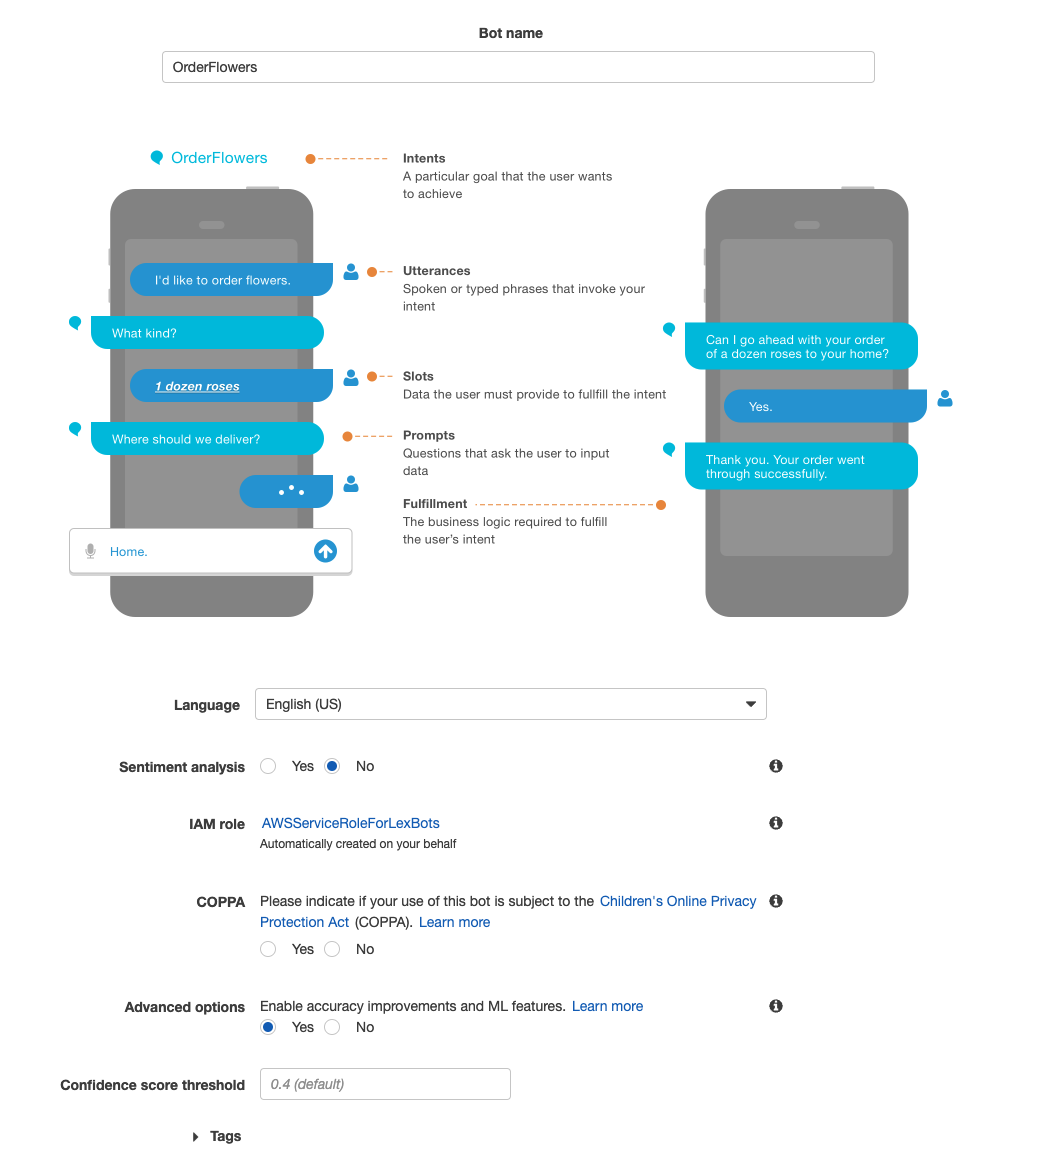 Bot name
OrderFlowers
OrderFlowers
Intents
A particular goal that the user wants
to achieve
I'd like to order flowers.
Utterances
Spoken or typed phrases that invoke your
intent
What kind?
1 dozen roses
Slots
Data the user must provide to fullfill the intent
Where should we deliver?
Prompts
Questions that ask the user to input
data
Fulfillment
The business logic required to fulfill
the user's intent
Home.
Can I go ahead with your order
of a dozen roses to your home?
Yes.
Thank you. Your order went
through successfully.
Language English (US)
Sentiment analysis Yes No
IAM role AWSServiceRoleForLexBots
Automatically created on your behalf
COPPA Please indicate if your use of this bot is subject to the Children's Online Privacy
Protection Act (COPPA). Learn more
Yes No
Advanced options Enable accuracy improvements and ML features. Learn more
Yes No
Confidence score threshold 0.4 (default)
Tags